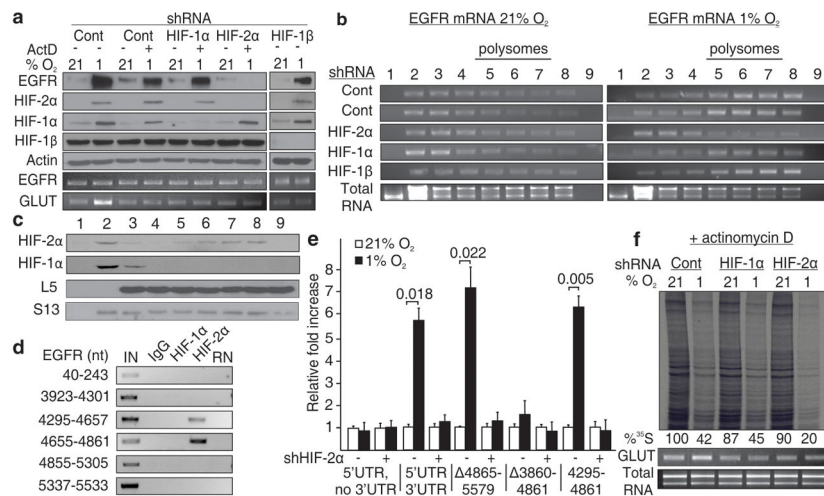 a
shRNA
Cont Cont HIF-1α HIF-2α HIF-1β
ActD - - - + - + - + - -
% O₂ 21 1 21 1 21 1 21 1 21 1
EGFR
HIF-2α
HIF-1α
HIF-1β
Actin
EGFR
GLUT
b
EGFR mRNA 21% O₂ EGFR mRNA 1% O₂
polysomes polysomes
shRNA 1 2 3 4 5 6 7 8 9 1 2 3 4 5 6 7 8 9
Cont
Cont
HIF-2α
HIF-1α
HIF-1β
Total
RNA
c
1 2 3 4 5 6 7 8 9
HIF-2α
HIF-1α
L5
S13
d
EGFR (nt) IN IgG HIF-1α HIF-2α RN
40-243
3923-4301
4295-4657
4655-4861
4855-5305
5337-5533
e
21% O₂
1% O₂
Relative fold increase
8
7
6
5
4
3
2
1
0.018
0.022
0.005
shHIF-2α - + - + - + - + - +
5'UTR, 5'UTR Δ4865- Δ3860- 4295-
no 3'UTR 3'UTR 5579 4861 4861
f
+ actinomycin D
shRNA Cont HIF-1α HIF-2α
% O₂ 21 1 21 1 21 1
%³⁵S 100 42 87 45 90 20
GLUT
Total
RNA